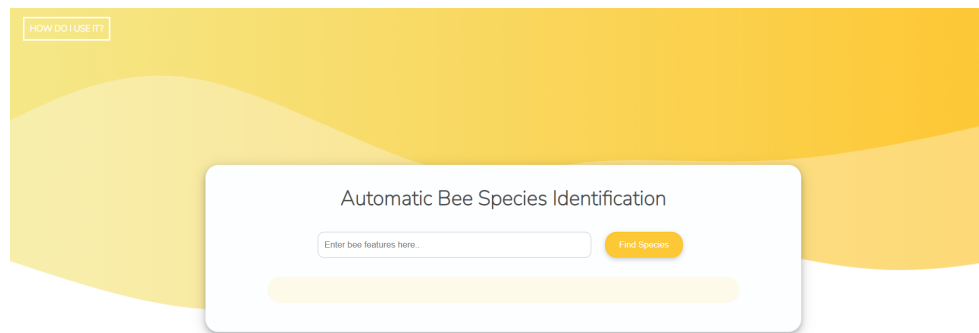 HOW DO I USE IT?
Automatic Bee Species Identification
Enter bee features here..
Find Species